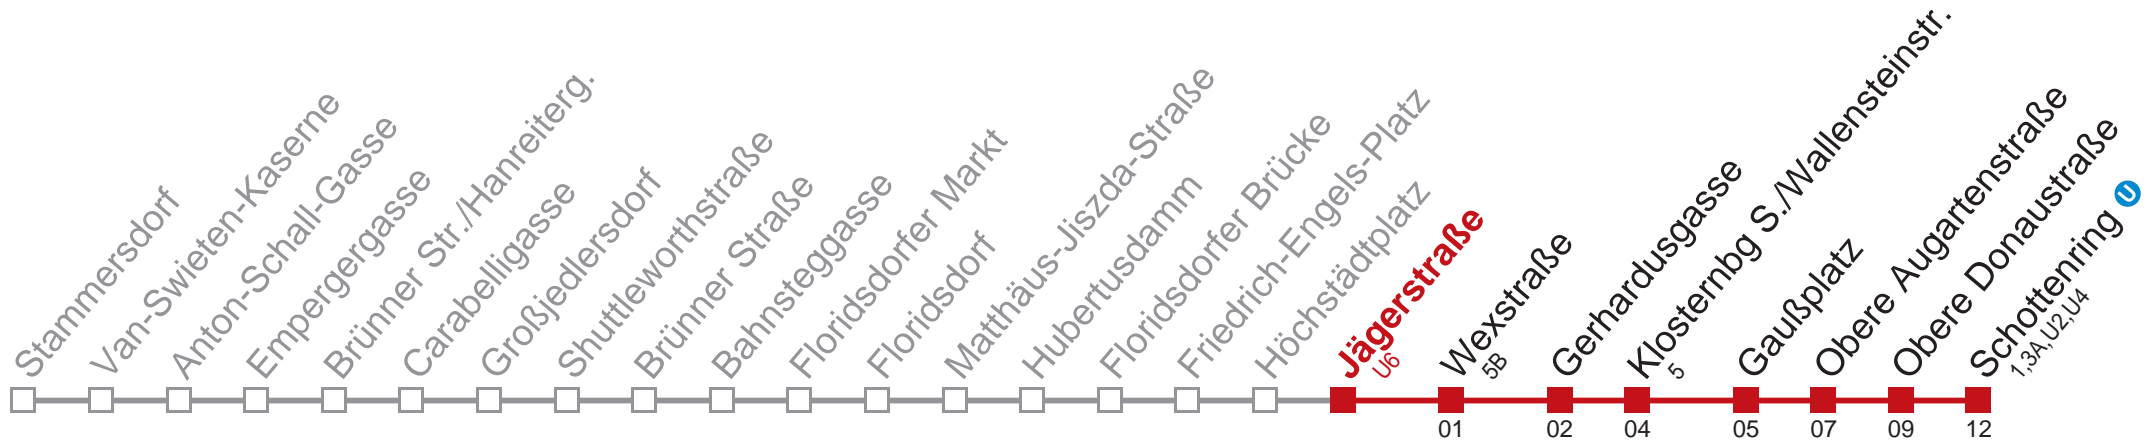 Stammersdorf
Van-Swieten-Kaserne
Anton-Schall-Gasse
Empergergasse
Brünner Str./Hanreiterg.
Carabelligasse
Großjedlersdorf
Shuttleworthstraße
Brünner Straße
Bahnsteggasse
Floridsdorfer Markt
Floridsdorf
Matthäus-Jiszda-Straße
Hubertusdamm
Floridsdorfer Brücke
Friedrich-Engels-Platz
Höchstädtplatz
Jägerstraße
U6
Wexstraße
5B
Gerhardusgasse
Klosternbg S./Wallensteinstr.
5
Gaußplatz
Obere Augartenstraße
Obere Donaustraße
Schottenring U
1,3A,U2,U4
01 02 04 05 07 09 12